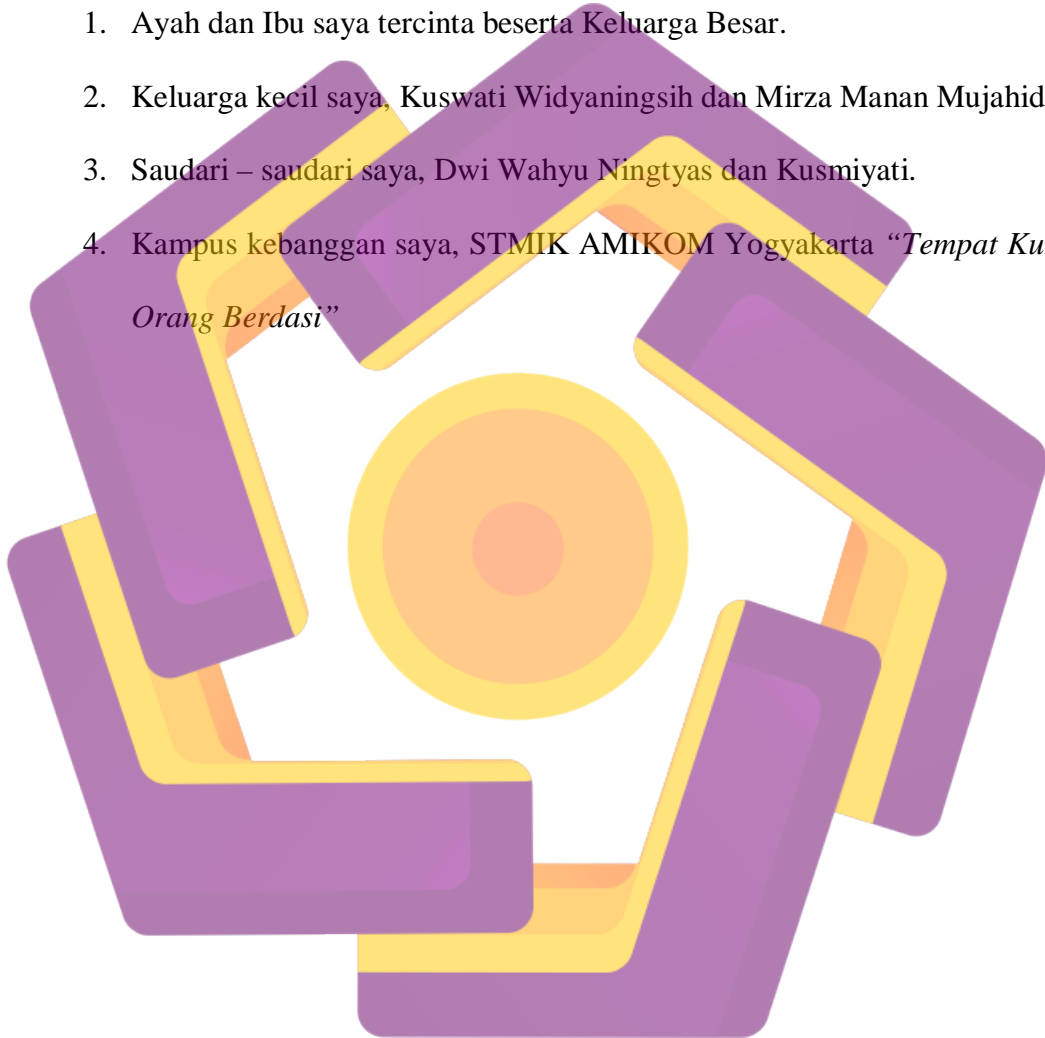 1. Ayah dan Ibu saya tercinta beserta Keluarga Besar.
2. Keluarga kecil saya, Kuswati Widyaningsih dan Mirza Manan Mujahid
3. Saudari – saudari saya, Dwi Wahyu Ningtyas dan Kusmiyati.
4. Kampus kebanggan saya, STMIK AMIKOM Yogyakarta “Tempat Ku
Orang Berdasi”